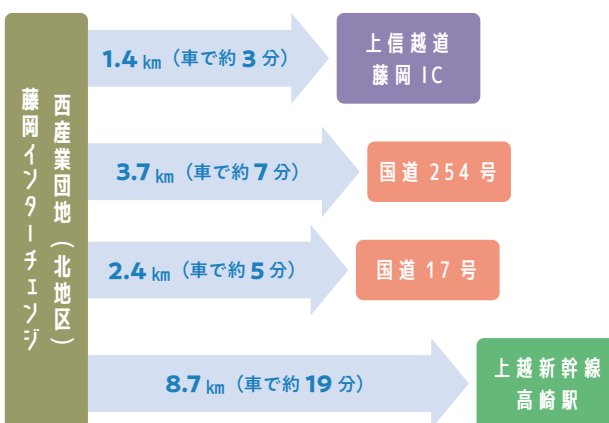 藤岡インターチェンジ
西産業団地（北地区）
1.4 km（車で約 3 分）
上信越道
藤岡 IC
3.7 km（車で約 7 分）
国道 254 号
2.4 km（車で約 5 分）
国道 17 号
8.7 km（車で約 19 分）
上越新幹線
高崎駅